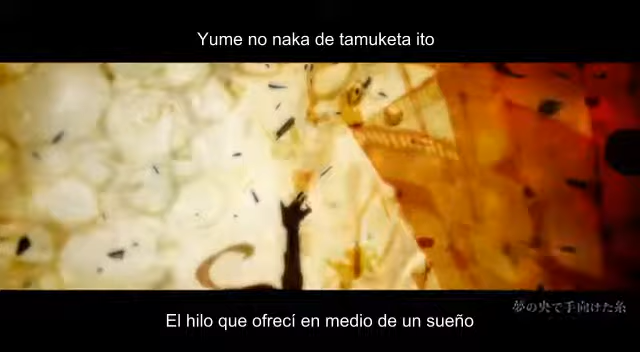 Yume no naka de tamuketa ito
夢の央で手向けた糸
El hilo que ofrecí en medio de un sueño